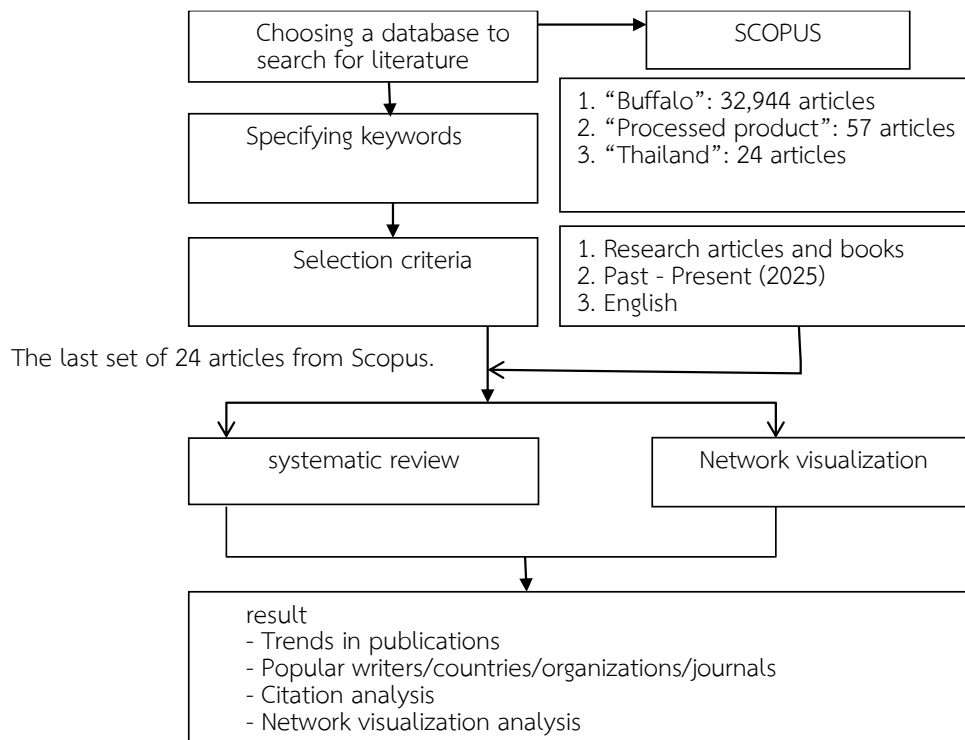 Choosing a database to
search for literature
SCOPUS
Specifying keywords
1. “Buffalo”: 32,944 articles
2. “Processed product”: 57 articles
3. “Thailand”: 24 articles
Selection criteria
1. Research articles and books
2. Past - Present (2025)
3. English
The last set of 24 articles from Scopus.
systematic review
Network visualization
result
- Trends in publications
- Popular writers/countries/organizations/journals
- Citation analysis
- Network visualization analysis